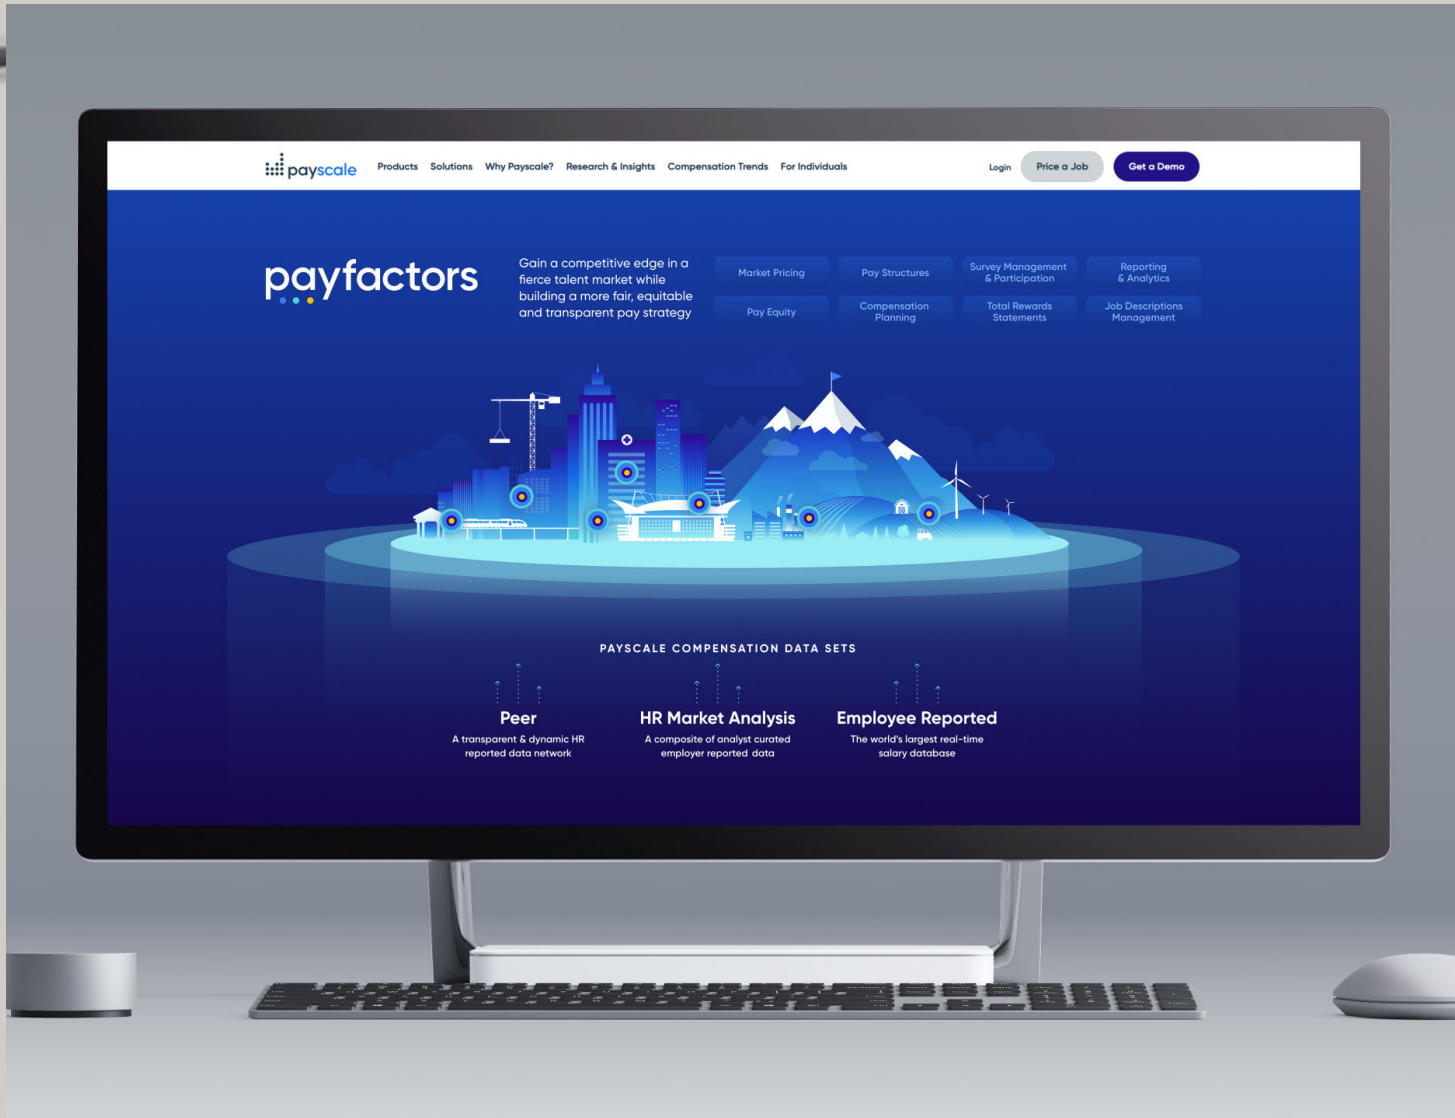 payscale
Products Solutions Why Payscale? Research & Insights Compensation Trends For Individuals
Login Price a Job Get a Demo
payfactors
Gain a competitive edge in a
fierce talent market while
building a more fair, equitable
and transparent pay strategy
Market Pricing
Pay Structures
Survey Management
& Participation
Reporting
& Analytics
Pay Equity
Compensation
Planning
Total Rewards
Statements
Job Descriptions
Management
PAYSCALE COMPENSATION DATA SETS
Peer
A transparent & dynamic HR
reported data network
HR Market Analysis
A composite of analyst curated
employer reported data
Employee Reported
The world's largest real-time
salary database